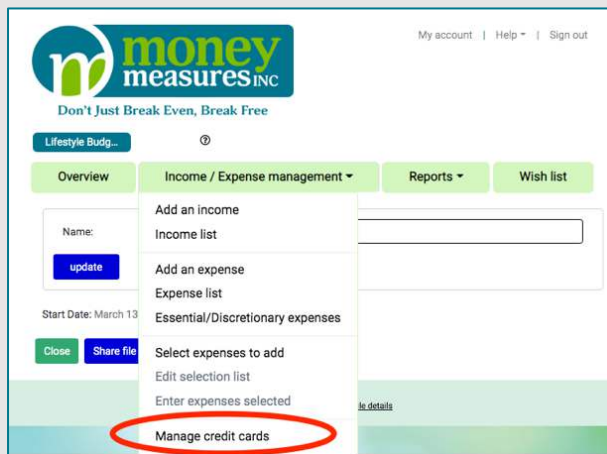 My account | Help | Sign out
money
measures INC
Don't Just Break Even, Break Free
Lifestyle Budg...
Overview Income / Expense management Reports Wish list
Add an income
Name:
Income list
update
Add an expense
Expense list
Start Date: March 13
Essential/Discretionary expenses
Close Share file
Select expenses to add
Edit selection list
Enter expenses selected
details
Manage credit cards